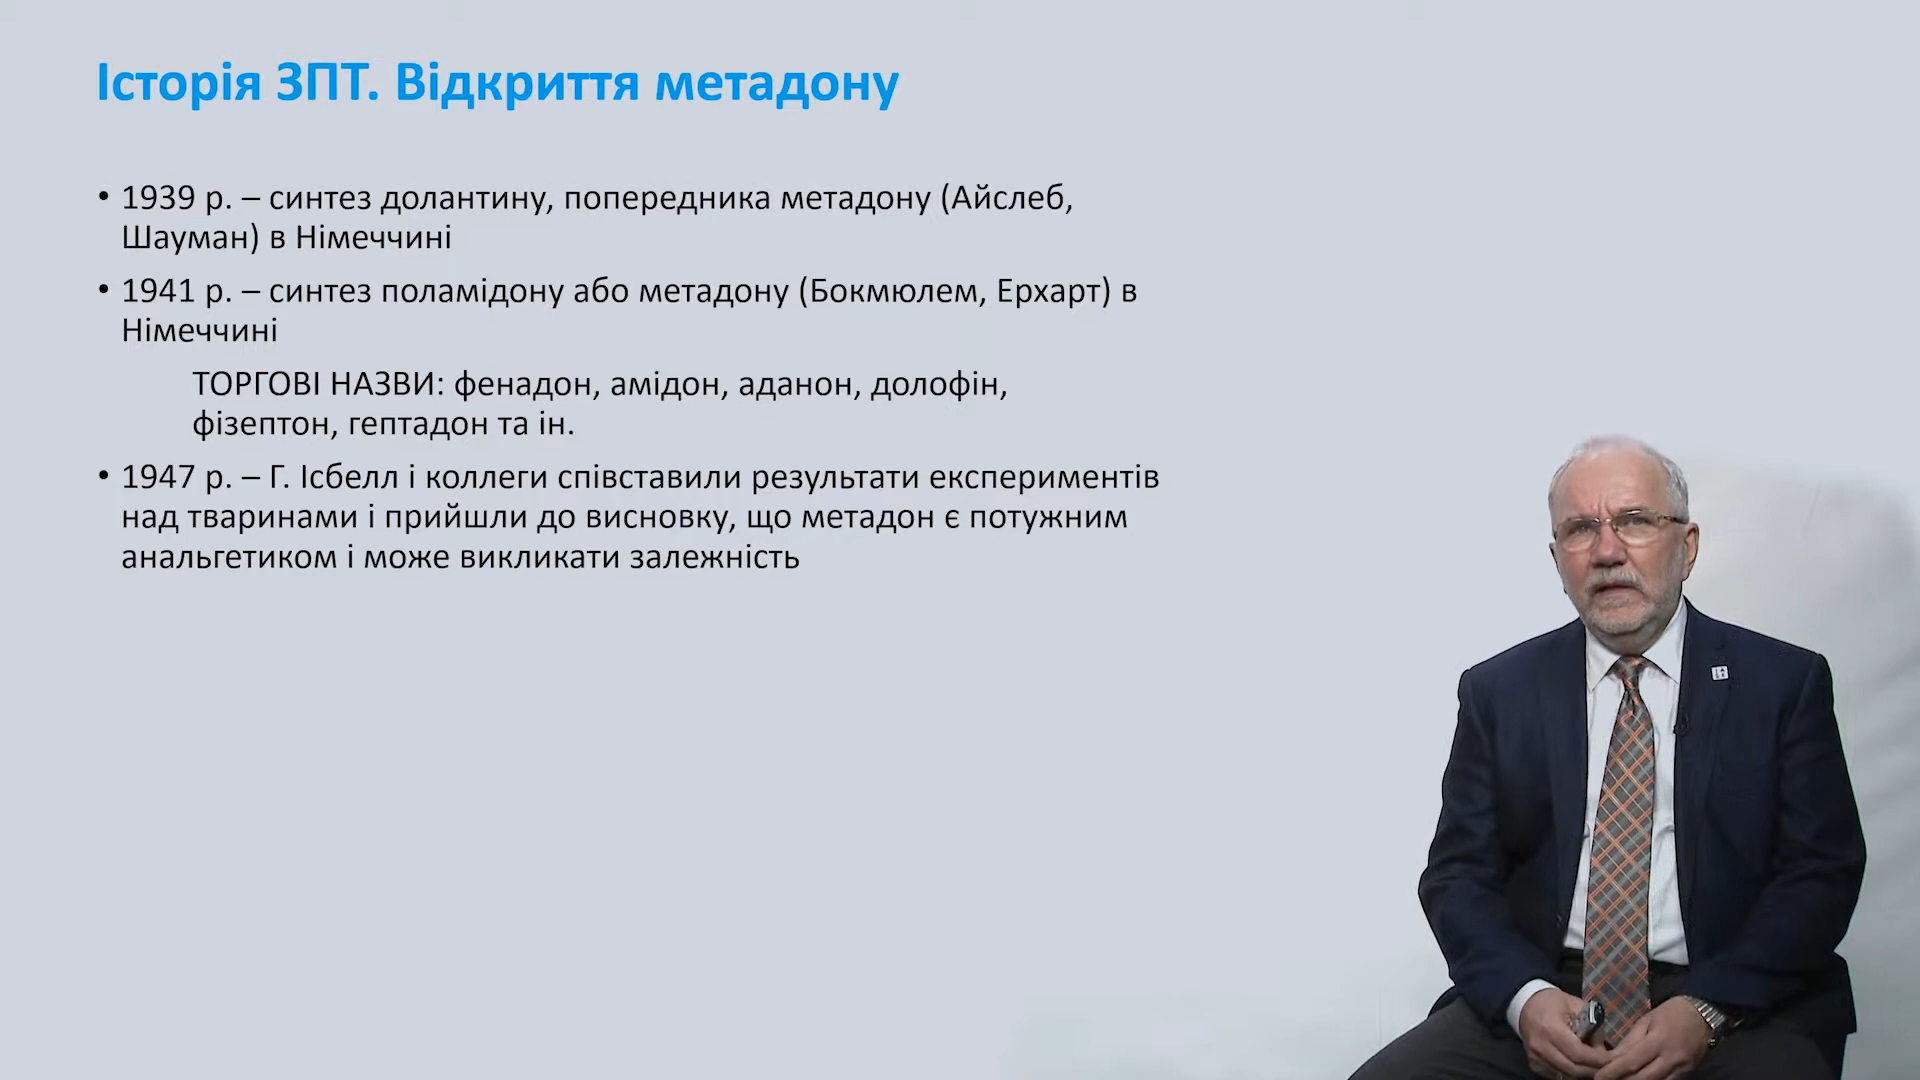 Історія ЗПТ. Відкриття метадону
• 1939 р. – синтез долантину, попередника метадону (Айслеб,
Шауман) в Німеччині
• 1941 р. – синтез поламідону або метадону (Бокмюлем, Ерхарт) в
Німеччині
ТОРГОВІ НАЗВИ: фенадон, амідон, аданон, долофін,
фізептон, гептадон та ін.
• 1947 р. – Г. Ісбелл і коллеги співставили результати експериментів
над тваринами і прийшли до висновку, що метадон є потужним
анальгетиком і може викликати залежність